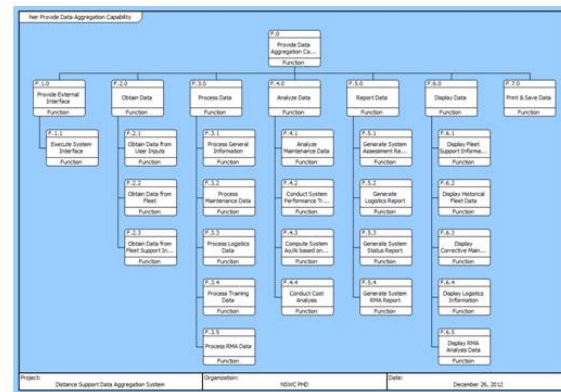 hier Provide Data Aggregation Capability
F.0
Provide Data
Aggregation Ca...
Function
F.1.0
Provide External
Interface
Function
F.2.0
Obtain Data
Function
F.3.0
Process Data
Function
F.4.0
Analyze Data
Function
F.5.0
Report Data
Function
F.6.0
Display Data
Function
F.7.0
Print & Save Data
Function
F.1.1
Execute System
Interface
Function
F.2.1
Obtain Data from
User Inputs
Function
F.3.1
Process General
Information
Function
F.4.1
Analyze
Maintenance Data
Function
F.5.1
Generate System
Assessment Re...
Function
F.6.1
Display Fleet
Support Informa...
Function
F.2.2
Obtain Data from
Fleet
Function
F.3.2
Process
Maintenance Data
Function
F.4.2
Conduct System
Performance Tr...
Function
F.5.2
Generate
Logistics Report
Function
F.6.2
Display Historical
Fleet Data
Function
F.2.3
Obtain Data from
Fleet Support In...
Function
F.3.3
Process Logistics
Data
Function
F.4.3
Compute System
Ao/Ai based on...
Function
F.5.3
Generate System
Status Report
Function
F.6.3
Display
Corrective Main...
Function
F.3.4
Process Training
Data
Function
F.4.4
Conduct Cost
Analysis
Function
F.5.4
Generate System
RMA Report
Function
F.6.4
Display Logistics
Information
Function
F.3.5
Process RMA Data
Function
F.6.5
Display RMA
Analysis Data
Function
Project:
Distance Support Data Aggregation System
Organization:
NSWC PHD
Date:
December 26, 2012